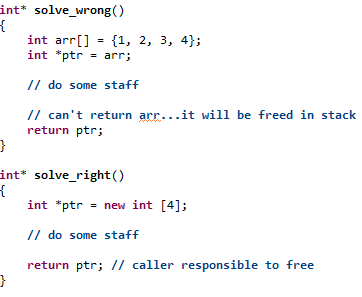 int* solve_wrong()
{
    int arr[] = {1, 2, 3, 4};
    int *ptr = arr;

    // do some staff

    // can't return arr...it will be freed in stack
    return ptr;
}

int* solve_right()
{
    int *ptr = new int [4];

    // do some staff

    return ptr; // caller responsible to free
}